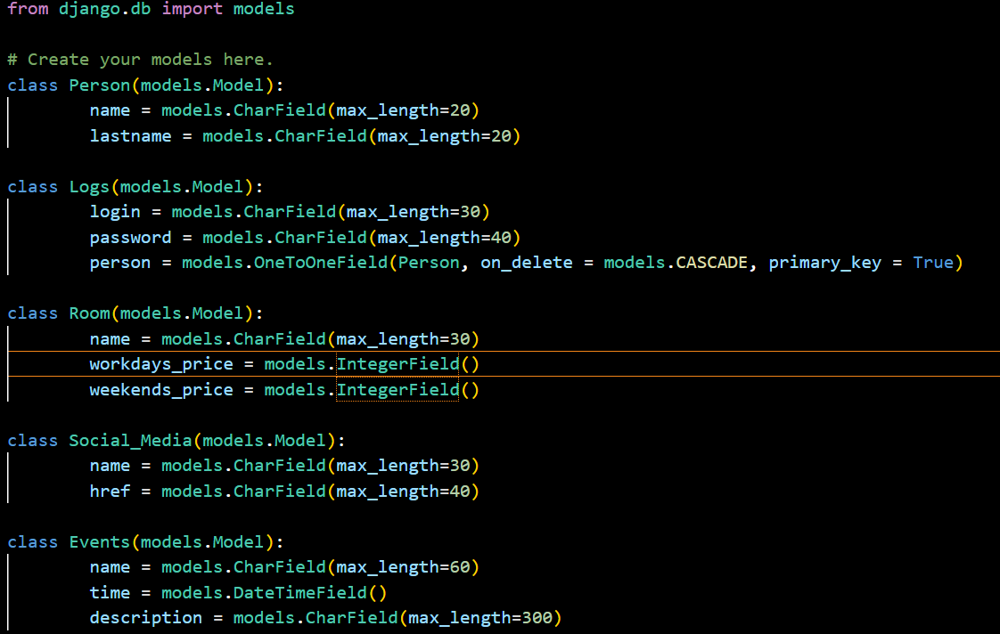 from django.db import models
# Create your models here.
class Person(models.Model):
name = models.CharField(max_length=20)
lastname = models.CharField(max_length=20)
class Logs(models.Model):
login = models.CharField(max_length=30)
password = models.CharField(max_length=40)
person = models.OneToOneField(Person, on_delete = models.CASCADE, primary_key = True)
class Room(models.Model):
name = models.CharField(max_length=30)
workdays_price = models.IntegerField()
weekends_price = models.IntegerField()
class Social_Media(models.Model):
name = models.CharField(max_length=30)
href = models.CharField(max_length=40)
class Events(models.Model):
name = models.CharField(max_length=60)
time = models.DateTimeField()
description = models.CharField(max_length=300)